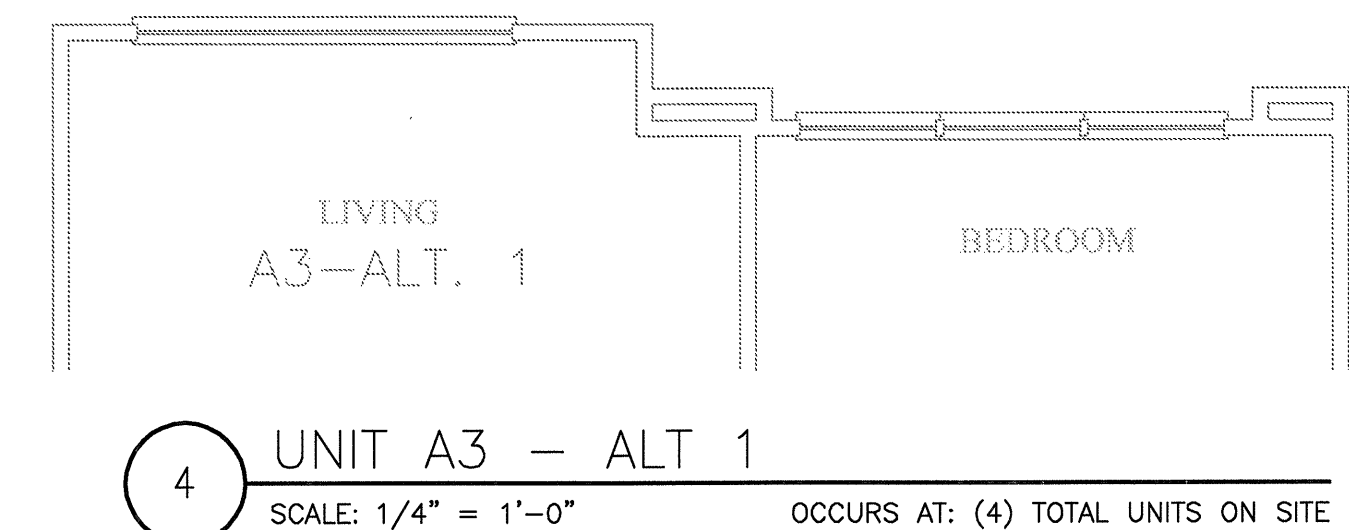 LIVING
A3-ALT. 1
BEDROOM
4
UNIT A3 - ALT 1
SCALE: 1/4" = 1'-0"
OCCURS AT: (4) TOTAL UNITS ON SITE